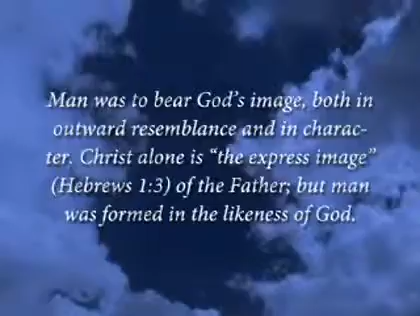 Man was to bear God's image, both in
outward resemblance and in charac-
ter. Christ alone is “the express image”
(Hebrews 1:3) of the Father; but man
was formed in the likeness of God.